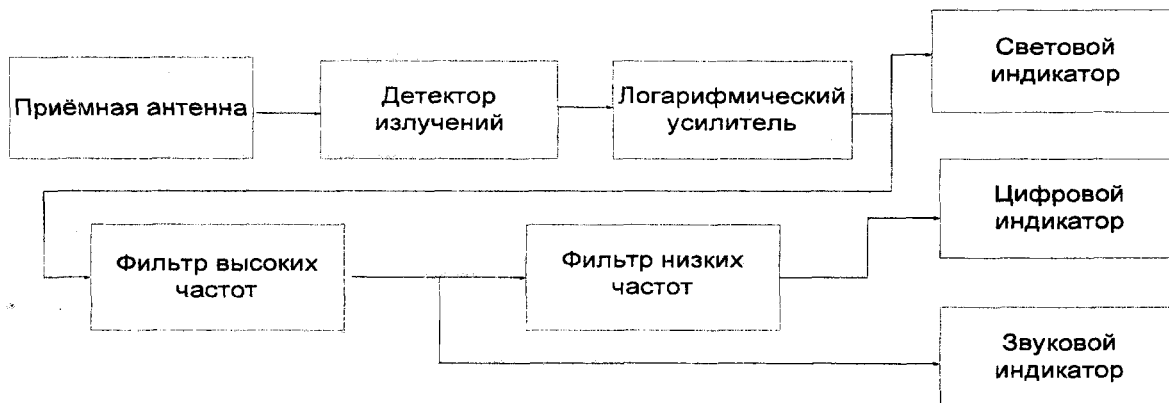 Приёмная антенна
Детектор
излучений
Логарифмический
усилитель
Световой
индикатор
Фильтр высоких
частот
Фильтр низких
частот
Цифровой
индикатор
Звуковой
индикатор